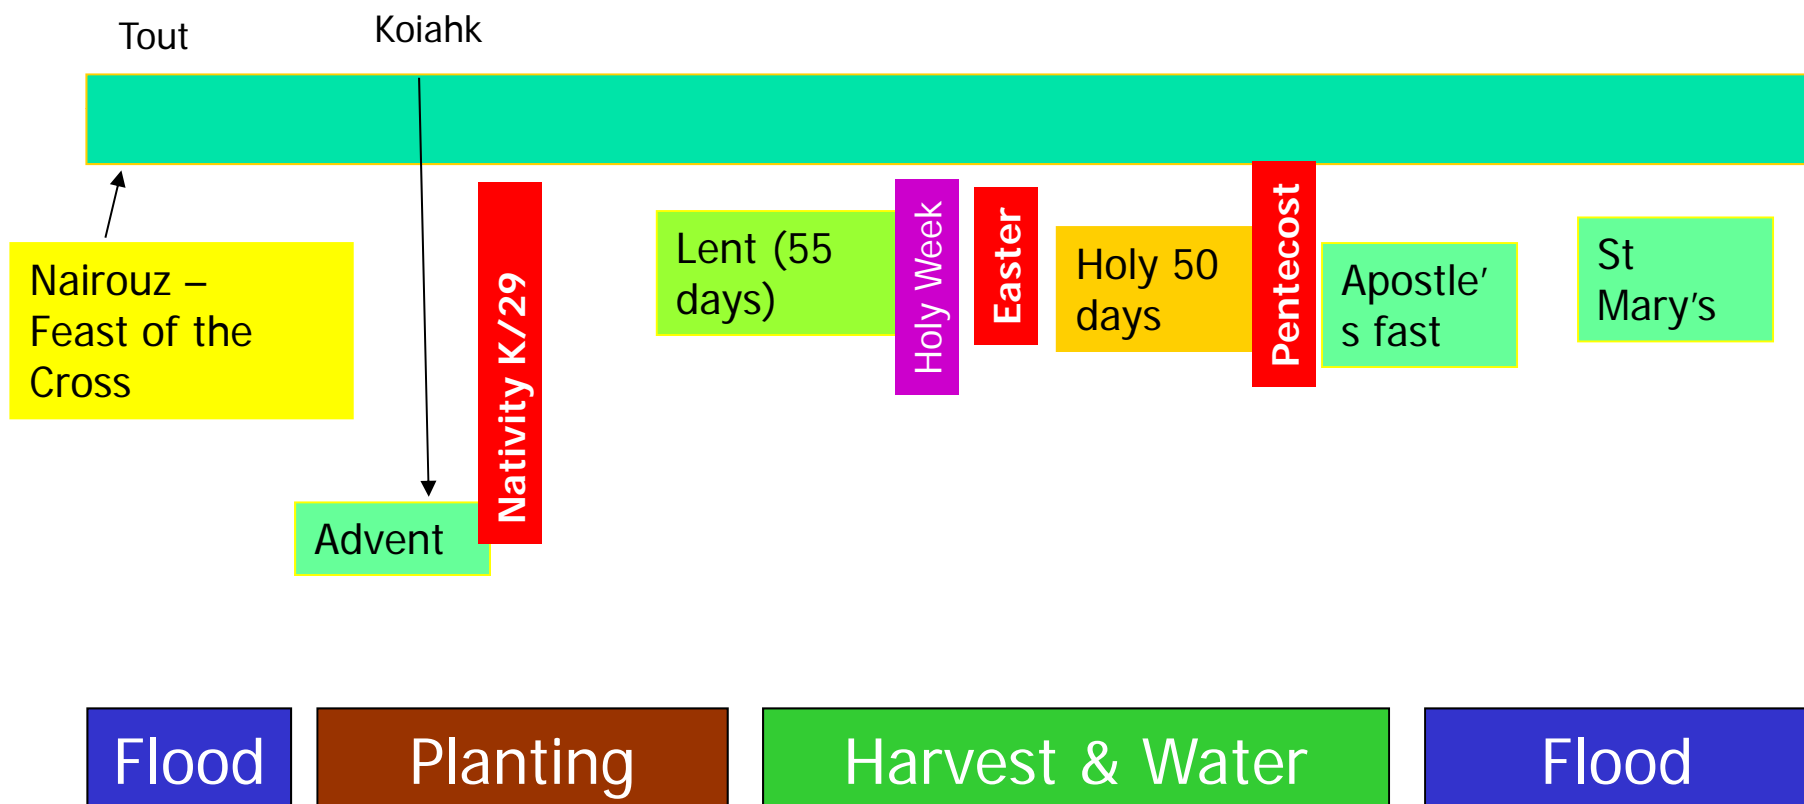 Tout
Koiahk
Nairouz –
Feast of the
Cross
Advent
Nativity K/29
Lent (55
days)
Holy Week
Easter
Holy 50
days
Pentecost
Apostle’
s fast
St
Mary’s
Flood
Planting
Harvest & Water
Flood